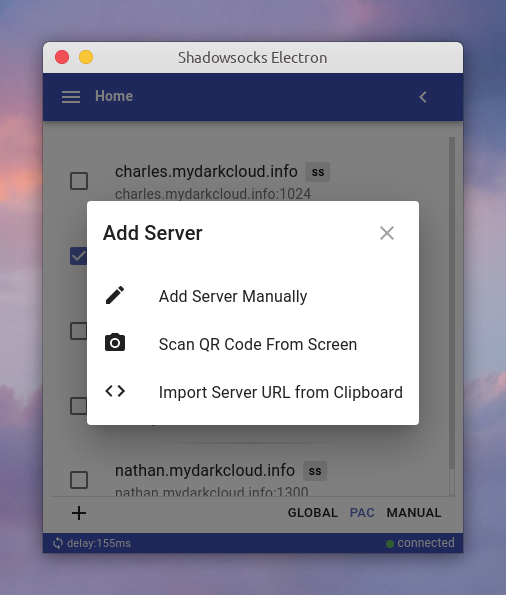 Shadowsocks Electron
Home
charles.mydarkcloud.info ss
charles.mydarkcloud.info:1024
Add Server
Add Server Manually
Scan QR Code From Screen
Import Server URL from Clipboard
nathan.mydarkcloud.info ss
nathan.mydarkcloud.info:1300
GLOBAL PAC MANUAL
delay:155ms connected